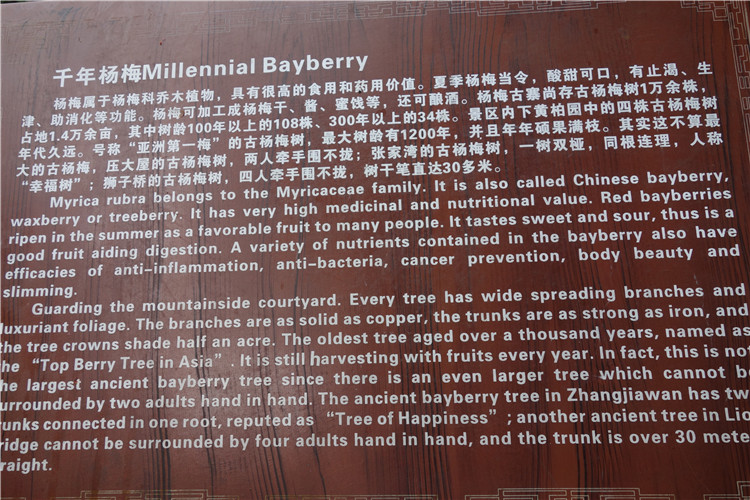 千年杨梅Millennial Bayberry
杨梅属于杨梅科乔木植物，具有很高的食用和药用价值。夏季杨梅当令，酸甜可口，有止渴、生
津、助消化等功能。杨梅可加工成杨梅干、酱、蜜饯等，还可酿酒。杨梅古寨尚存古杨梅树1万余株，
占地1.4万余亩，其中树龄100年以上的108株、300年以上的34株。景区内下黄柏园中的四株古杨梅树
年代久远。号称“亚洲第一梅”的古杨梅树，最大树龄有1200年，并且年年硕果满枝。其实这不算最
大的古杨梅，压大屋的古杨梅树，两人牵手围不拢；张家湾的古杨梅树，一树双桠，同根连理，人称
“幸福树”；狮子桥的古杨梅树，四人牵手围不拢，树干笔直达30多米。
Myrica rubra belongs to the Myricaceae family. It is also called Chinese bayberry,
waxberry or treeberry. It has very high medicinal and nutritional value. Red bayberries
ripen in the summer as a favorable fruit to many people. It tastes sweet and sour, thus is a
good fruit aiding digestion. A variety of nutrients contained in the bayberry also have
efficacies of anti-inflammation, anti-bacteria, cancer prevention, body beauty and
slimming.
Guarding the mountainside courtyard. Every tree has wide spreading branches and
luxuriant foliage. The branches are as solid as copper, the trunks are as strong as iron, and
the tree crowns shade half an acre. The oldest tree aged over a thousand years, named as
the “Top Berry Tree in Asia”. It is still harvesting with fruits every year. In fact, this is not
he largest ancient bayberry tree since there is an even larger tree which cannot be
urrounded by two adults hand in hand. The ancient bayberry tree in Zhangjiawan has tw
runks connected in one root, reputed as “Tree of Happiness”; another ancient tree in Lio
ridge cannot be surrounded by four adults hand in hand, and the trunk is over 30 mete
raight.